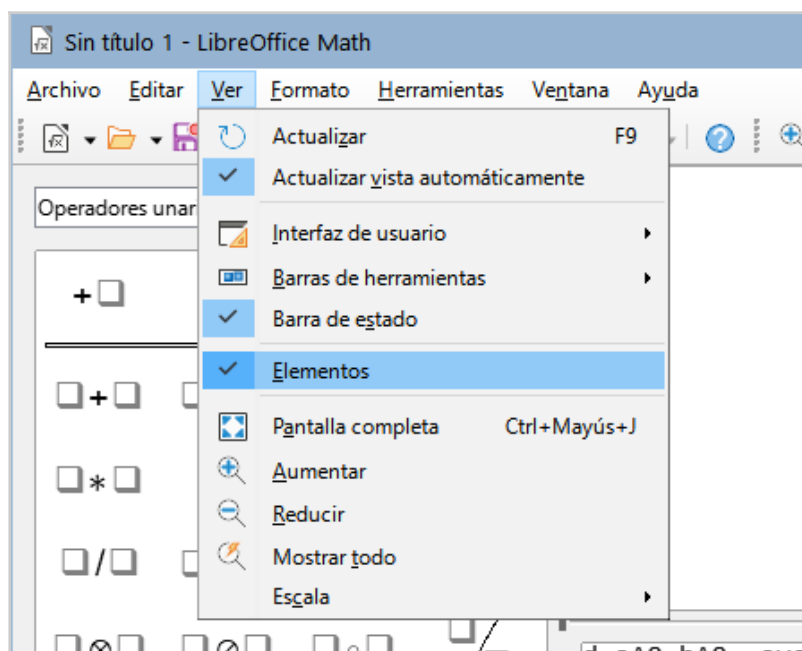 Sin título 1 - LibreOffice Math
Archivo Editar Ver Formato Herramientas Ventana Ayuda
Actualizar F9
Actualizar vista automáticamente
Operadores unar
Interfaz de usuario
Barras de herramientas
+□
Barra de estado
Elementos
□+□
Pantalla completa Ctrl+Mayús+J
Aumentar
□*□
Reducir
Mostrar todo
□/□
Escala